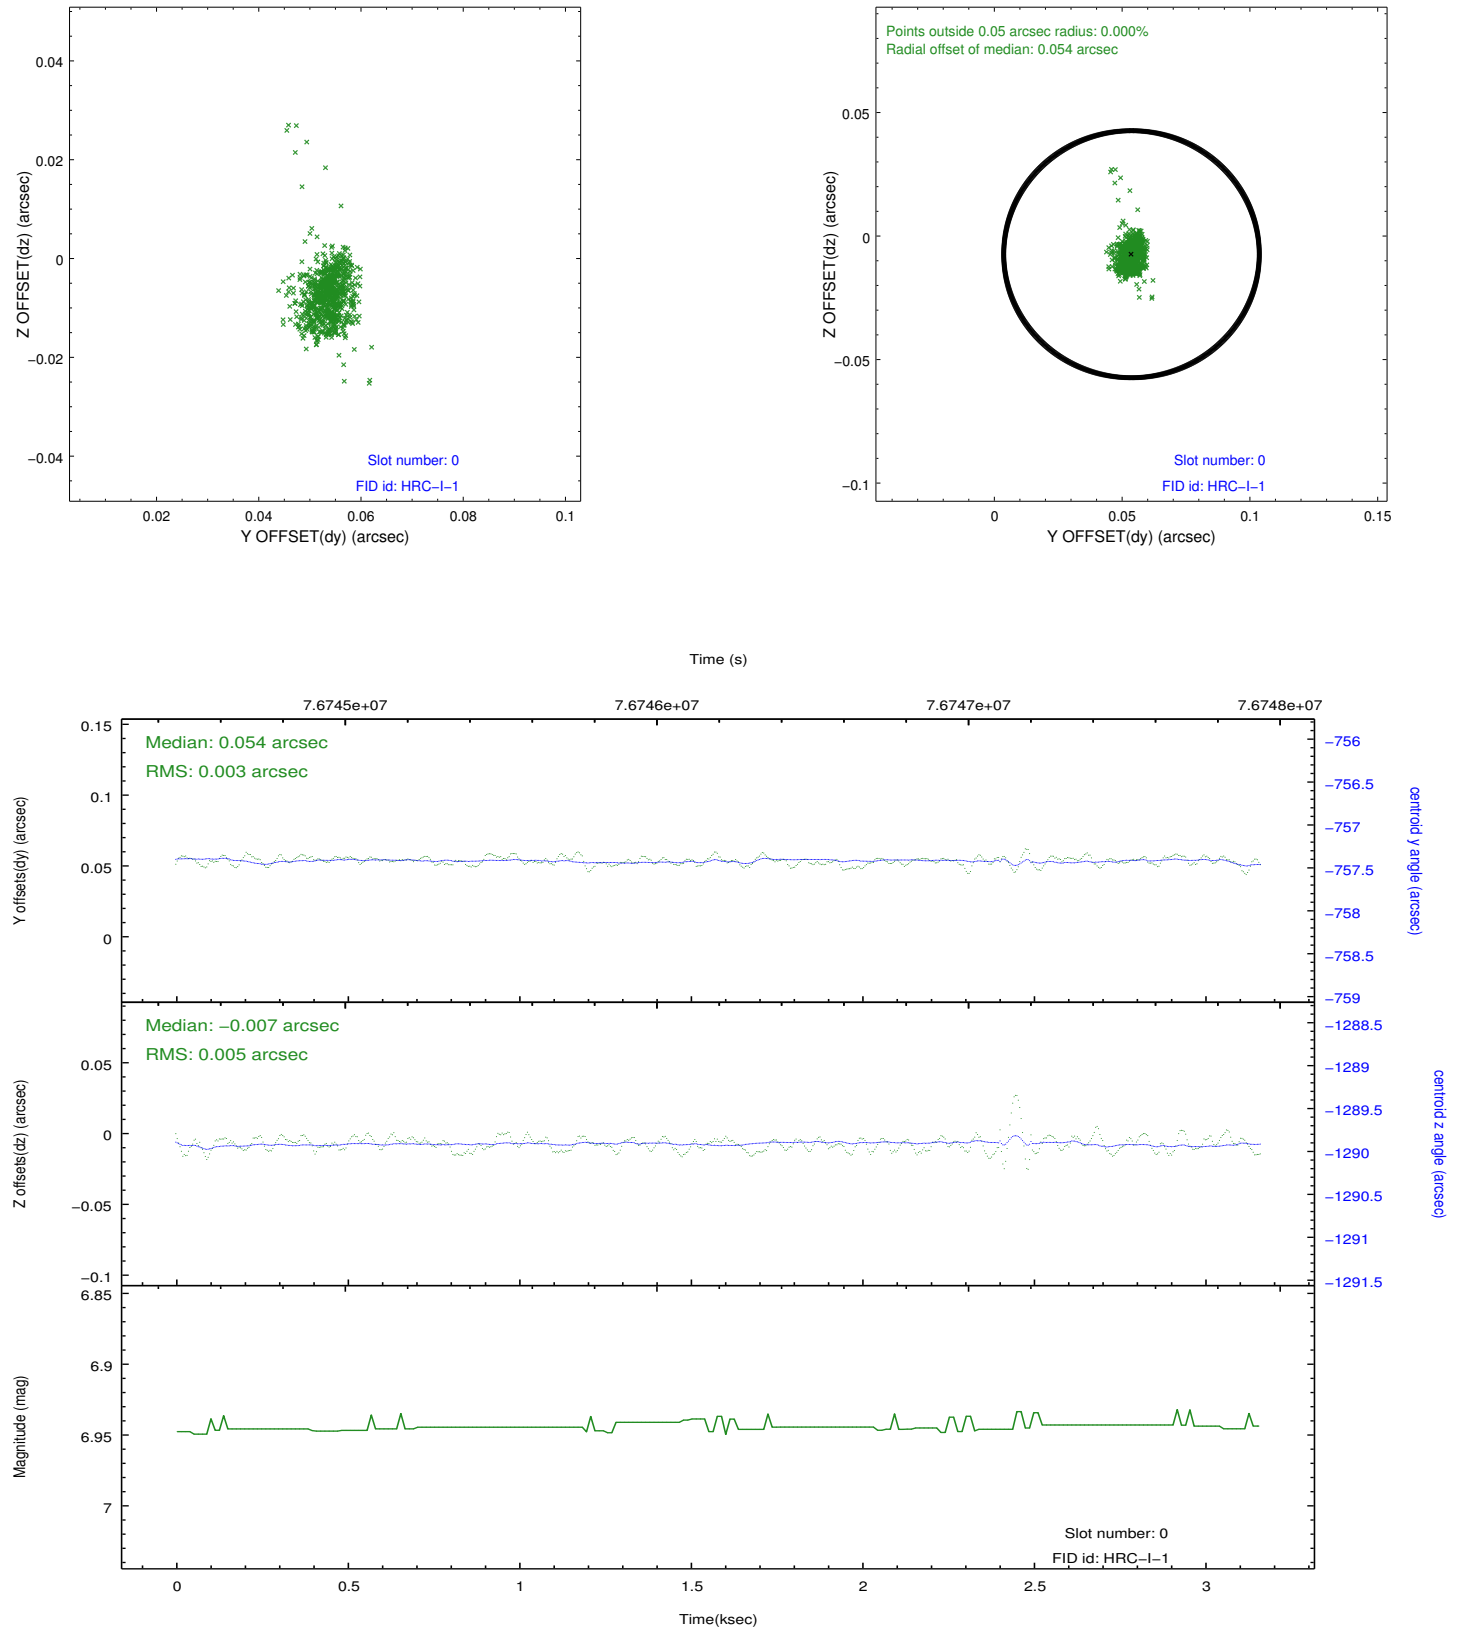 0.04
0.02
0
−0.02
−0.04
Z OFFSET(dz) (arcsec)
Slot number: 0
FID id: HRC−I−1
0.02 0.04 0.06 0.08 0.1
Y OFFSET(dy) (arcsec)
Points outside 0.05 arcsec radius: 0.000%
Radial offset of median: 0.054 arcsec
0.05
0
−0.05
−0.1
Z OFFSET(dz) (arcsec)
Slot number: 0
FID id: HRC−I−1
0 0.05 0.1 0.15
Y OFFSET(dy) (arcsec)
Time (s)
7.6745e+07 7.6746e+07 7.6747e+07 7.6748e+07
Median: 0.054 arcsec
RMS: 0.003 arcsec
0.15
0.1
0.05
0
Y offsets(dy) (arcsec)
−756
−756.5
−757
−757.5
−758
−758.5
−759
centroid y angle (arcsec)
Median: −0.007 arcsec
RMS: 0.005 arcsec
0.05
0
−0.05
−0.1
Z offsets(dz) (arcsec)
−1288.5
−1289
−1289.5
−1290
−1290.5
−1291
−1291.5
centroid z angle (arcsec)
6.85
6.9
6.95
7
Magnitude (mag)
Slot number: 0
FID id: HRC−I−1
0 0.5 1 1.5 2 2.5 3
Time(ksec)